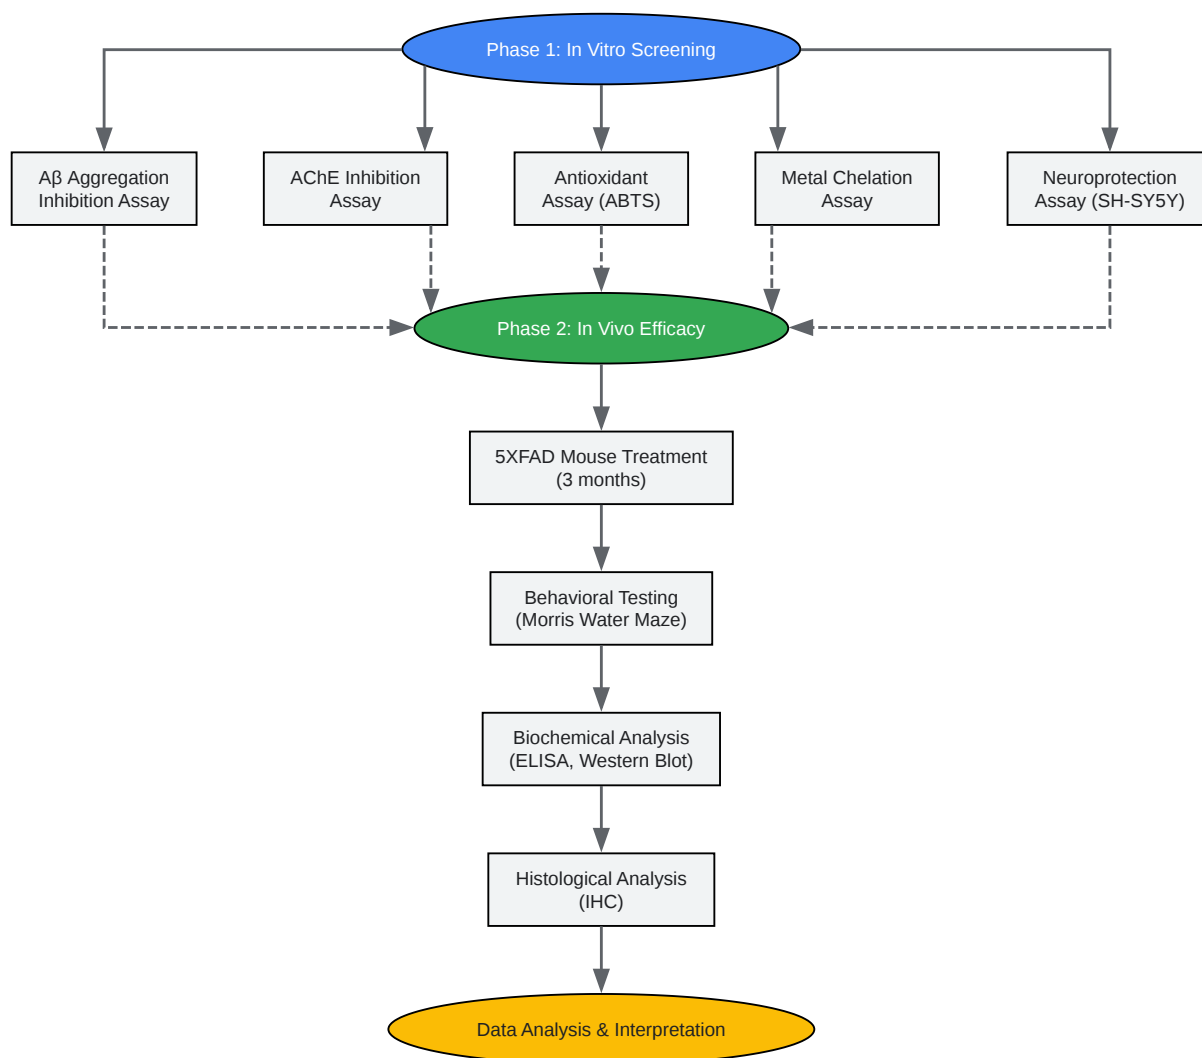 Phase 1: In Vitro Screening
Aβ Aggregation
Inhibition Assay
AChE Inhibition
Assay
Antioxidant
Assay (ABTS)
Metal Chelation
Assay
Neuroprotection
Assay (SH-SY5Y)
Phase 2: In Vivo Efficacy
5XFAD Mouse Treatment
(3 months)
Behavioral Testing
(Morris Water Maze)
Biochemical Analysis
(ELISA, Western Blot)
Histological Analysis
(IHC)
Data Analysis & Interpretation